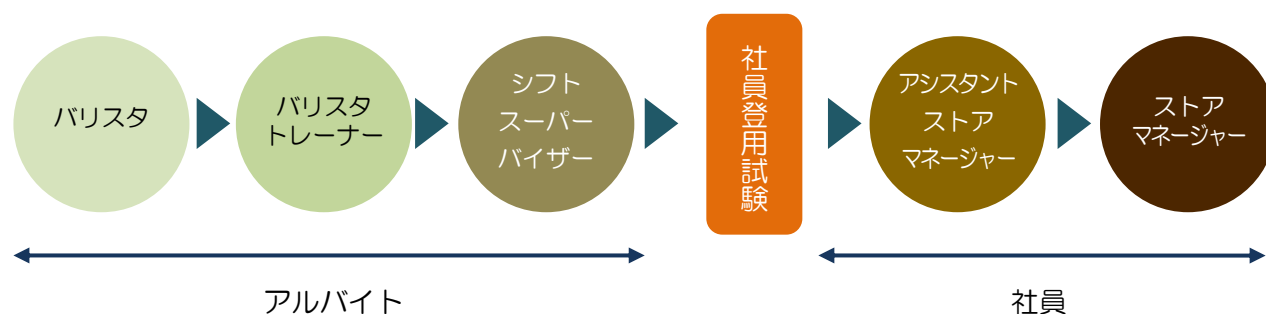 バリスタ
バリスタ
トレーナー
シフト
スーパー
バイザー
社員登用試験
アシスタント
ストア
マネージャー
ストア
マネージャー
アルバイト
社員